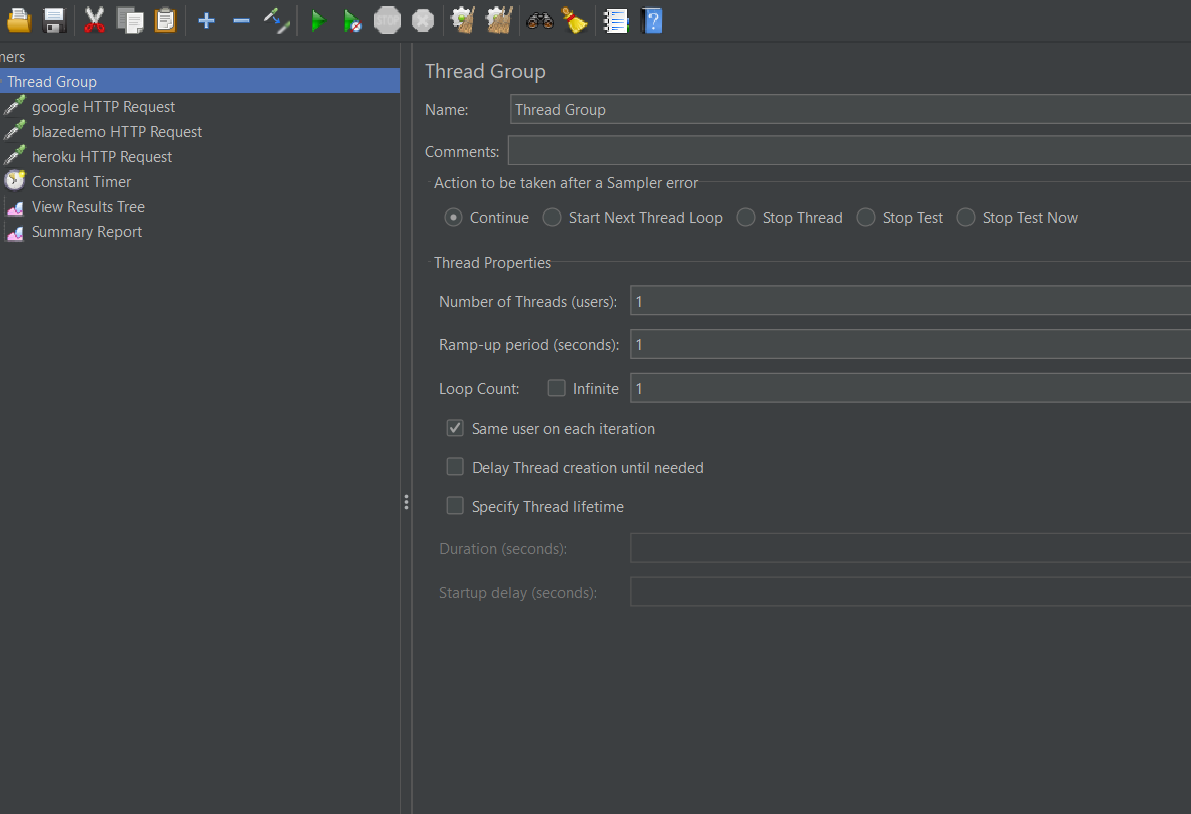 ners
Thread Group
google HTTP Request
blazedemo HTTP Request
heroku HTTP Request
Constant Timer
View Results Tree
Summary Report
Thread Group
Name: Thread Group
Comments:
Action to be taken after a Sampler error
Continue Start Next Thread Loop Stop Thread Stop Test Stop Test Now
Thread Properties
Number of Threads (users): 1
Ramp-up period (seconds): 1
Loop Count: Infinite 1
Same user on each iteration
Delay Thread creation until needed
Specify Thread lifetime
Duration (seconds):
Startup delay (seconds):